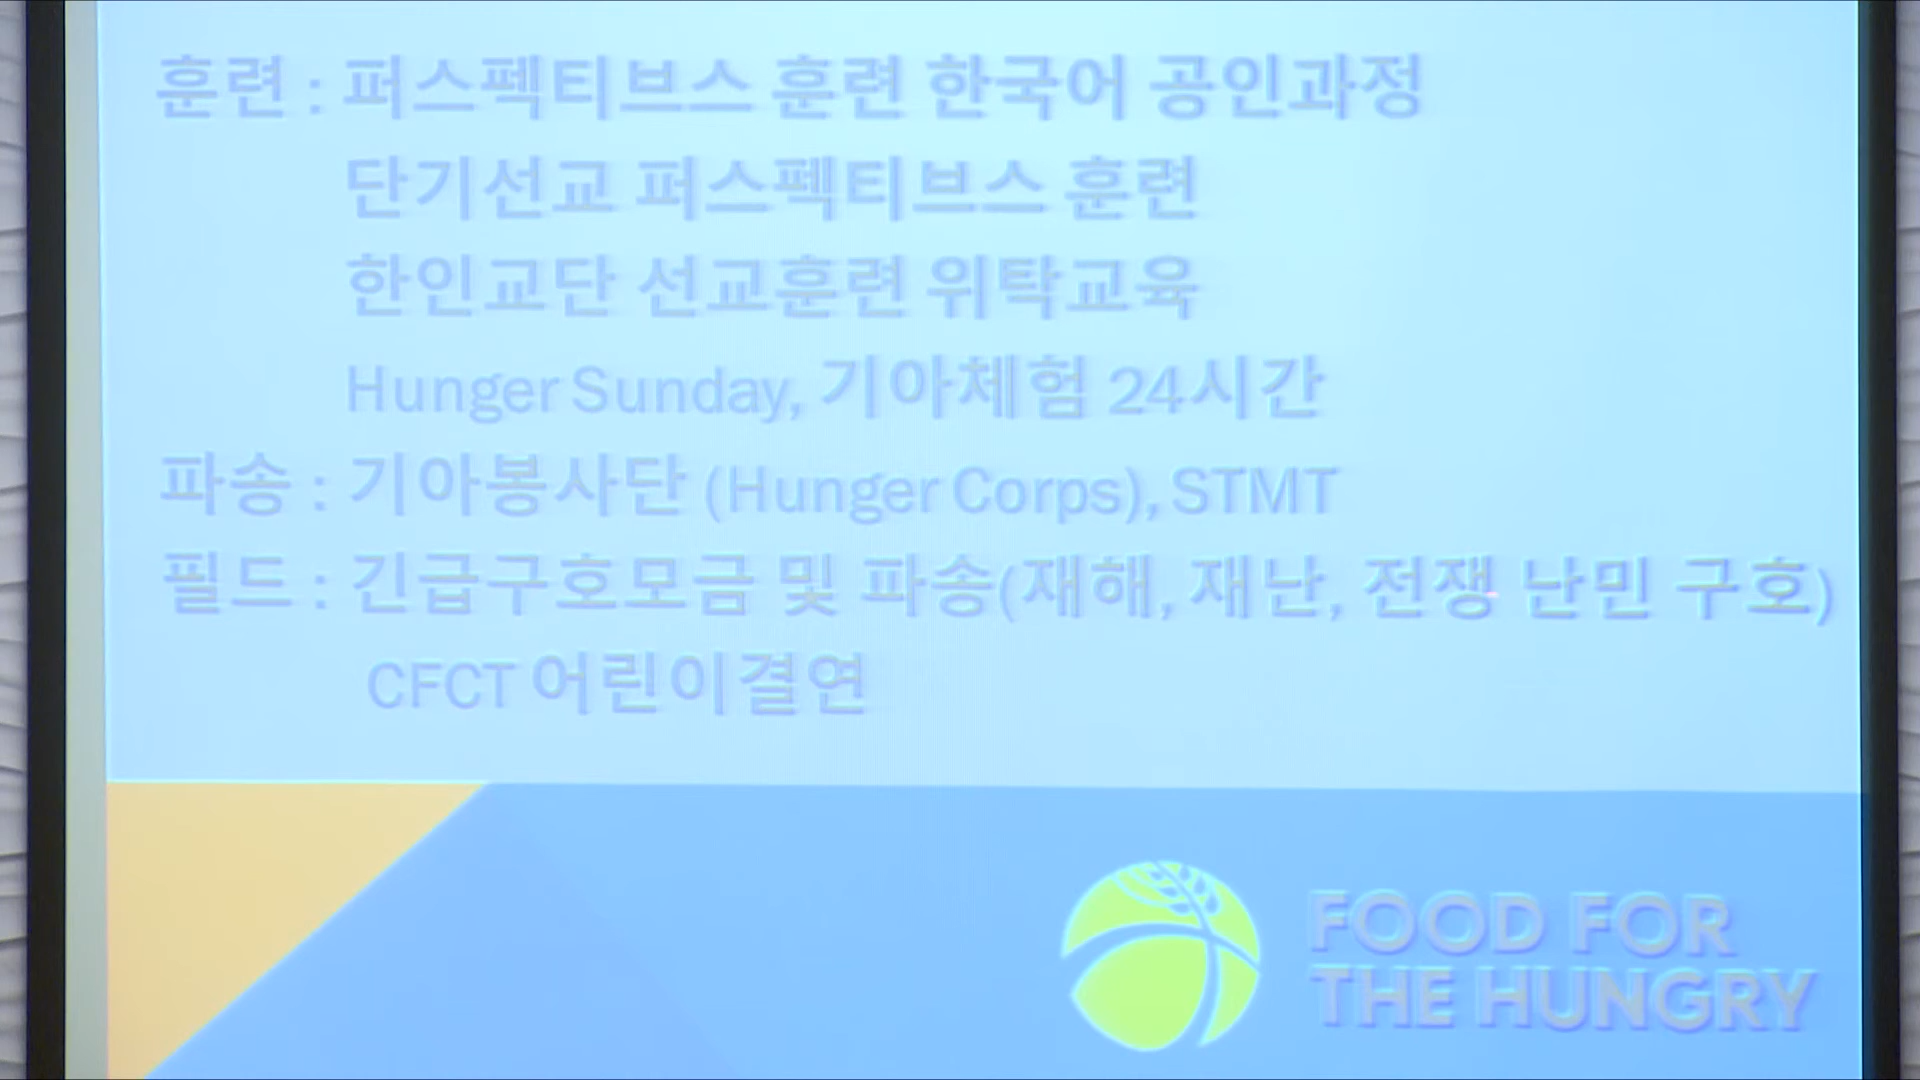 훈련 : 퍼스펙티브스 훈련 한국어 공인과정
단기선교 퍼스펙티브스 훈련
한인교단 선교훈련 위탁교육
Hunger Sunday, 기아체험 24시간
파송 : 기아봉사단 (Hunger Corps), STMT
필드 : 긴급구호모금 및 파송(재해, 재난, 전쟁 난민 구호)
CFCT 어린이결연
FOOD FOR
THE HUNGRY